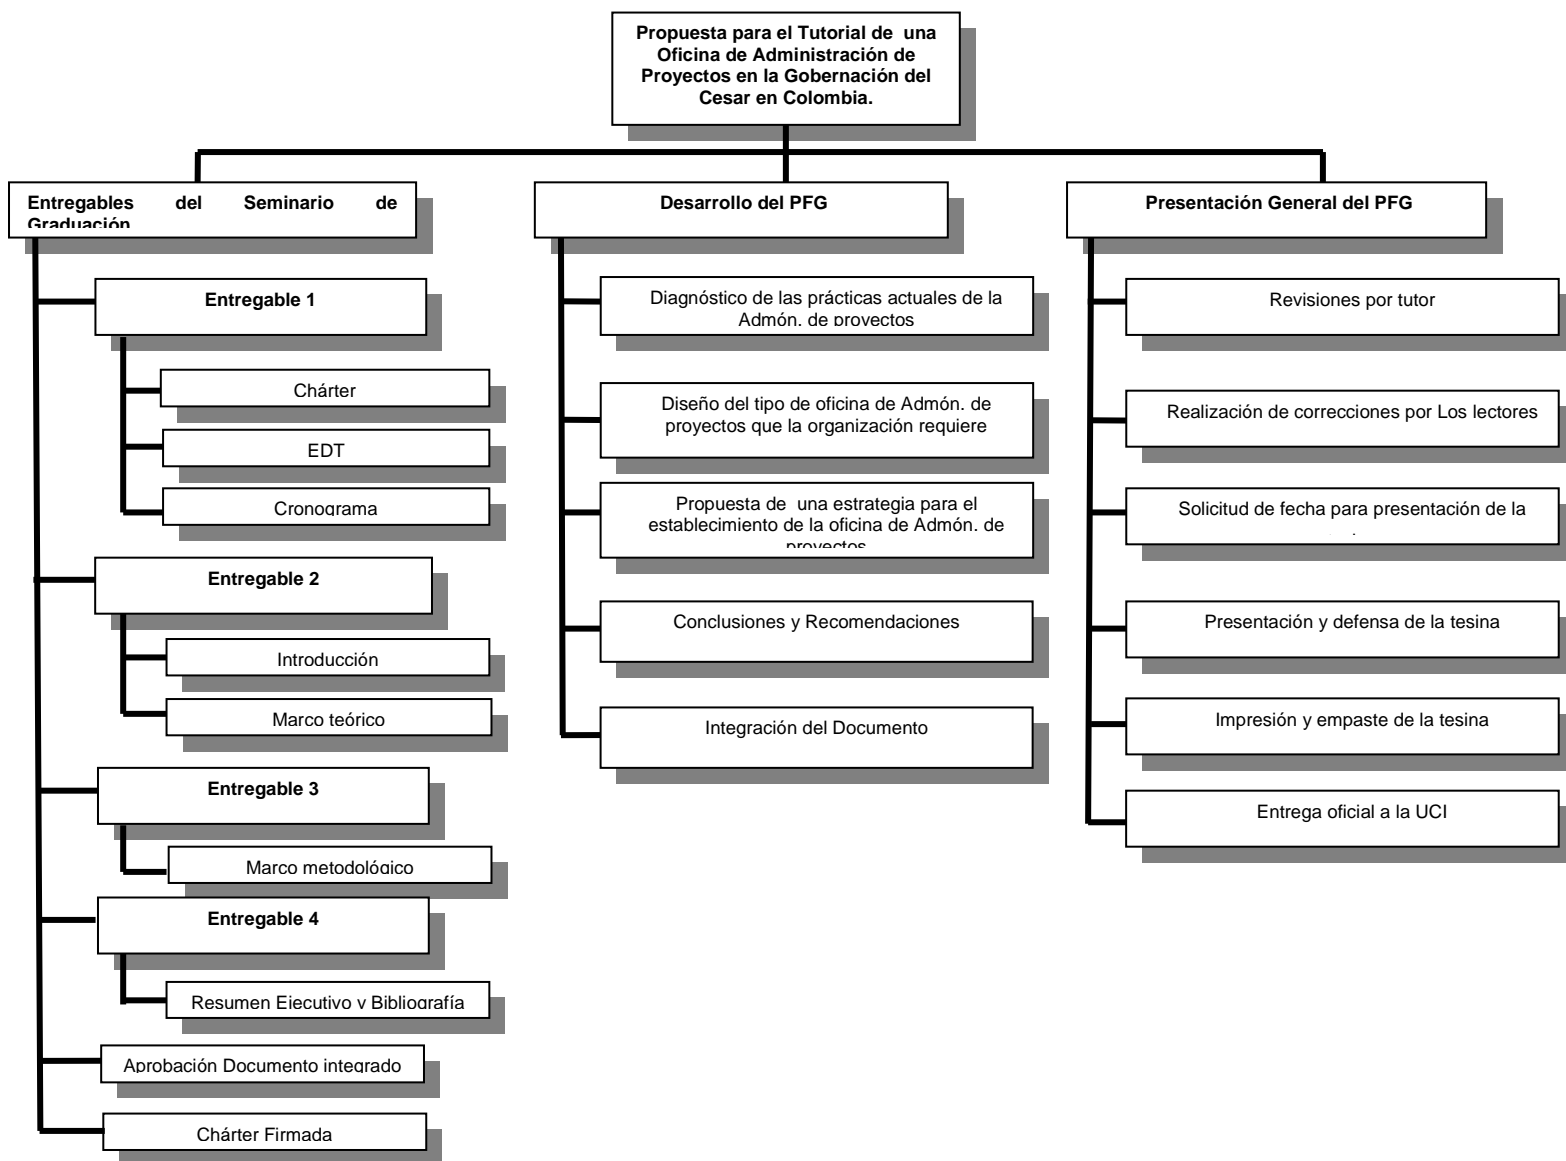 Propuesta para el Tutorial de una
Oficina de Administración de
Proyectos en la Gobernación del
Cesar en Colombia.
Entregables del Seminario de
Graduación
Entregable 1
Chárter
EDT
Cronograma
Entregable 2
Introducción
Marco teórico
Entregable 3
Marco metodológico
Entregable 4
Resumen Ejecutivo y Bibliografía
Aprobación Documento integrado
Chárter Firmada
Desarrollo del PFG
Diagnóstico de las prácticas actuales de la
Admón. de proyectos
Diseño del tipo de oficina de Admón. de
proyectos que la organización requiere
Propuesta de una estrategia para el
establecimiento de la oficina de Admón. de
proyectos
Conclusiones y Recomendaciones
Integración del Documento
Presentación General del PFG
Revisiones por tutor
Realización de correcciones por Los lectores
Solicitud de fecha para presentación de la
Presentación y defensa de la tesina
Impresión y empaste de la tesina
Entrega oficial a la UCI